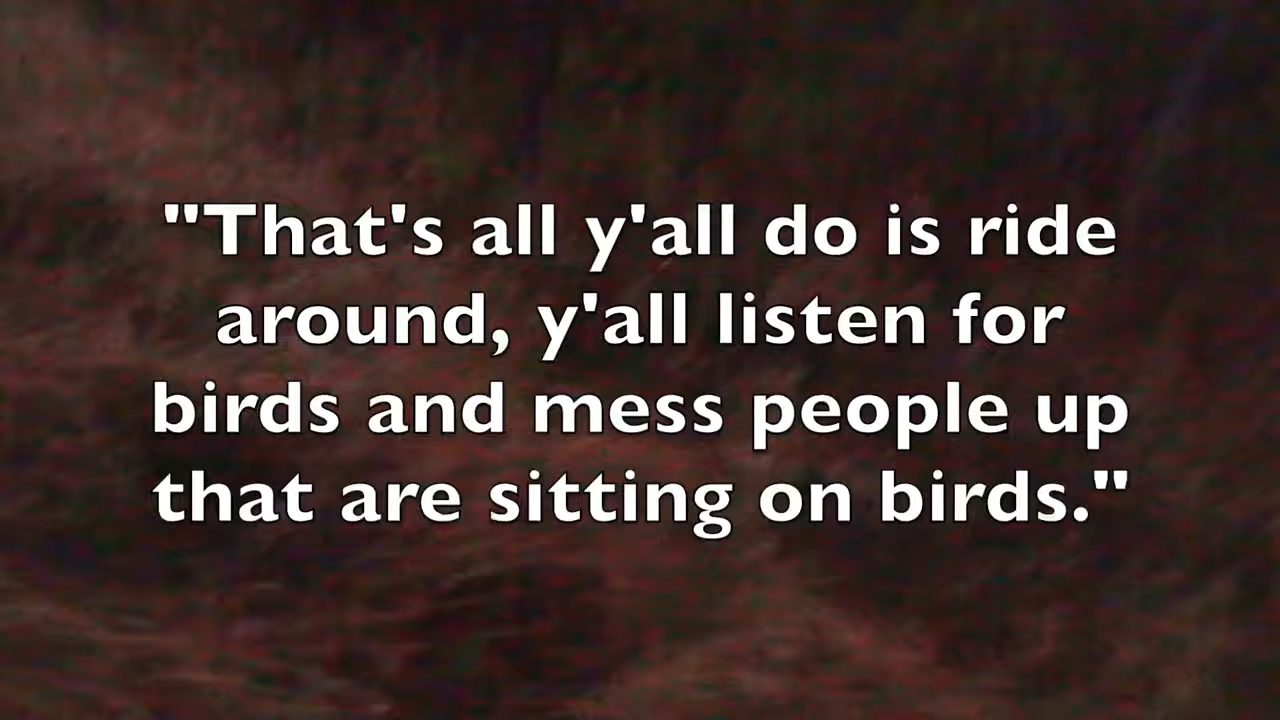 "That's all y'all do is ride
around, y'all listen for
birds and mess people up
that are sitting on birds."